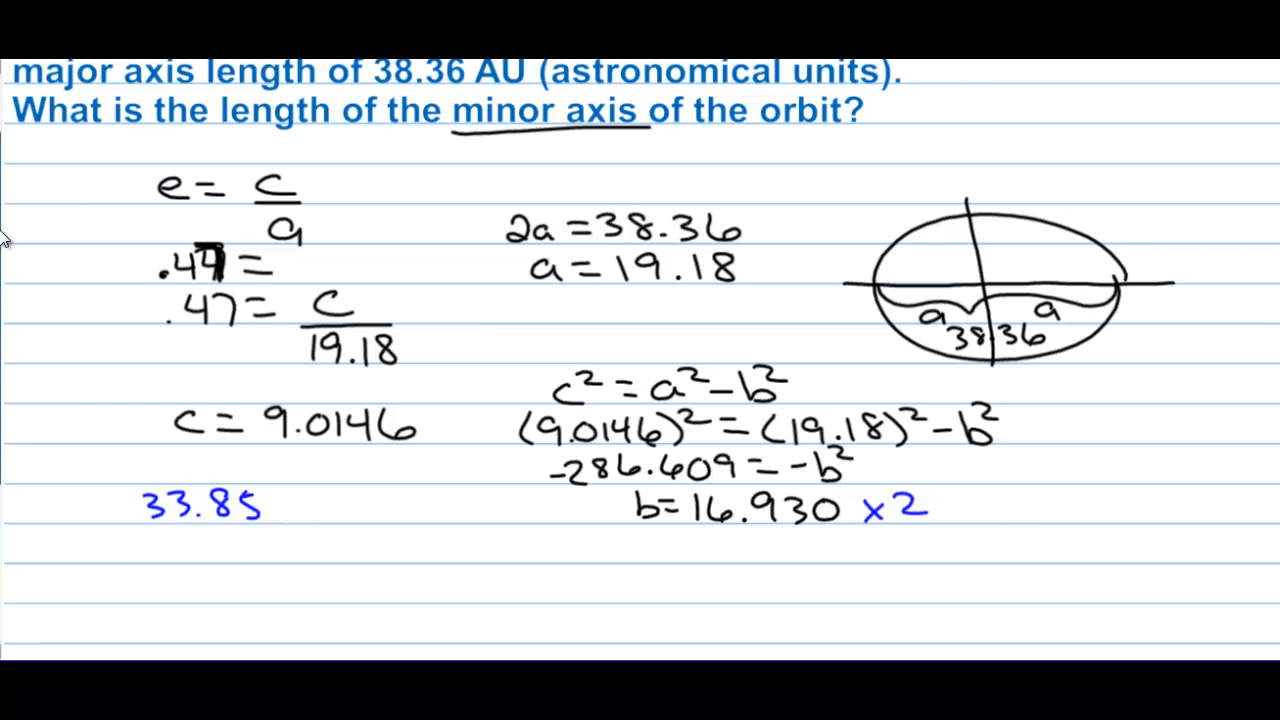 major axis length of 38.36 AU (astronomical units).
What is the length of the minor axis of the orbit?
e = c/a
.47 =
.47 = c/19.18
c = 9.0146
33.85
2a = 38.36
a = 19.18
a a
38.36
c² = a² - b²
(9.0146)² = (19.18)² - b²
-286.609 = -b²
b = 16.930 x 2